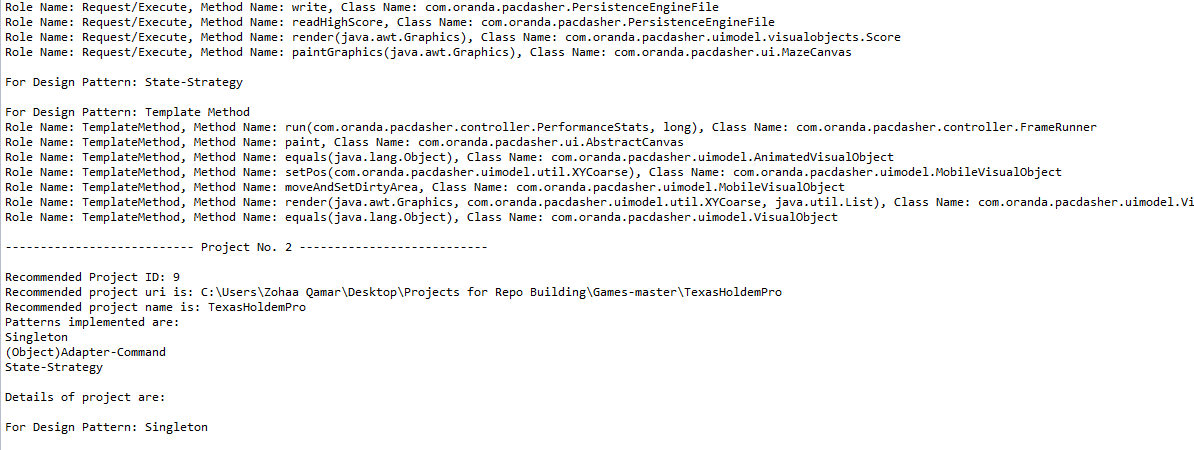 Role Name: Request/Execute, Method Name: write, Class Name: com.oranda.pacdasher.PersistenceEngineFile
Role Name: Request/Execute, Method Name: readHighScore, Class Name: com.oranda.pacdasher.PersistenceEngineFile
Role Name: Request/Execute, Method Name: render(java.awt.Graphics), Class Name: com.oranda.pacdasher.uimodel.visualobjects.Score
Role Name: Request/Execute, Method Name: paintGraphics(java.awt.Graphics), Class Name: com.oranda.pacdasher.ui.MazeCanvas
For Design Pattern: State-Strategy
For Design Pattern: Template Method
Role Name: TemplateMethod, Method Name: run(com.oranda.pacdasher.controller.PerformanceStats, long), Class Name: com.oranda.pacdasher.controller.FrameRunner
Role Name: TemplateMethod, Method Name: paint, Class Name: com.oranda.pacdasher.ui.AbstractCanvas
Role Name: TemplateMethod, Method Name: equals(java.lang.Object), Class Name: com.oranda.pacdasher.uimodel.AnimatedVisualObject
Role Name: TemplateMethod, Method Name: setPos(com.oranda.pacdasher.uimodel.util.XYCoarse), Class Name: com.oranda.pacdasher.uimodel.MobileVisualObject
Role Name: TemplateMethod, Method Name: moveAndSetDirtyArea, Class Name: com.oranda.pacdasher.uimodel.MobileVisualObject
Role Name: TemplateMethod, Method Name: render(java.awt.Graphics, com.oranda.pacdasher.uimodel.util.XYCoarse, java.util.List), Class Name: com.oranda.pacdasher.uimodel.Vi
Role Name: TemplateMethod, Method Name: equals(java.lang.Object), Class Name: com.oranda.pacdasher.uimodel.VisualObject
--------------------------- Project No. 2 ---------------------------
Recommended Project ID: 9
Recommended project uri is: C:\Users\Zohaa Qamar\Desktop\Projects for Repo Building\Games-master\TexasHoldemPro
Recommended project name is: TexasHoldemPro
Patterns implemented are:
Singleton
(Object)Adapter-Command
State-Strategy
Details of project are:
For Design Pattern: Singleton